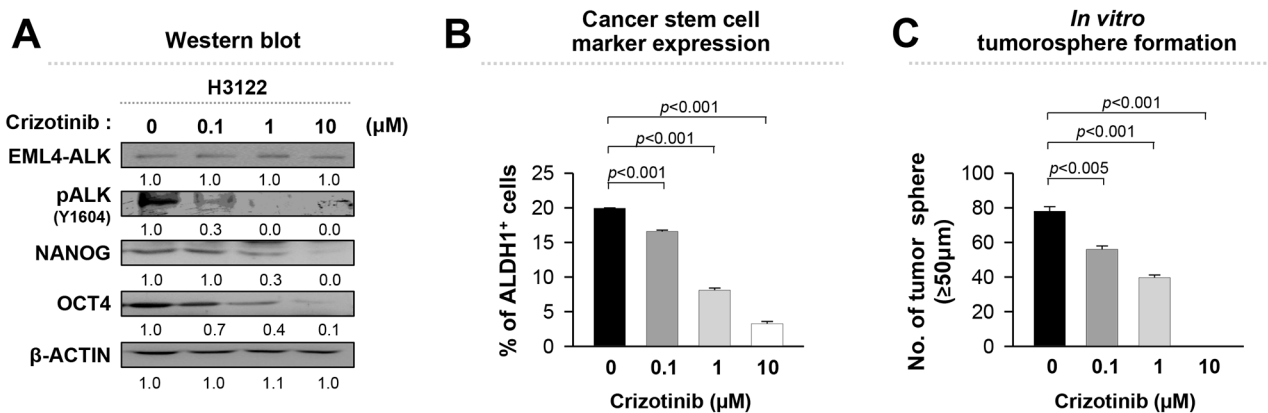 A
Western blot
H3122
Crizotinib : 0 0.1 1 10 (µM)
EML4-ALK
1.0 1.0 1.0 1.0
pALK
(Y1604)
1.0 0.3 0.0 0.0
NANOG
1.0 1.0 0.3 0.0
OCT4
1.0 0.7 0.4 0.1
β-ACTIN
1.0 1.0 1.1 1.0
B
Cancer stem cell
marker expression
p<0.001
p<0.001
p<0.001
% of ALDH1⁺ cells
25
20
15
10
5
0
0 0.1 1 10
Crizotinib (µM)
C
In vitro
tumorosphere formation
p<0.001
p<0.001
p<0.005
No. of tumor sphere
(≥50µm)
100
80
60
40
20
0
0 0.1 1 10
Crizotinib (µM)